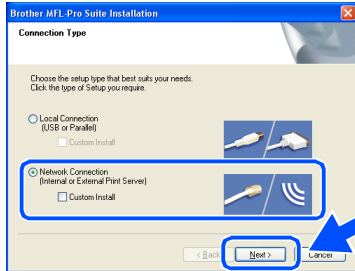 Brother MFL-Pro Suite Installation
Connection Type
Choose the setup type that best suits your needs.
Click the type of Setup you require.
Local Connection
(USB or Parallel)
Custom Install
Network Connection
(Internal or External Print Server)
Custom Install
< Back
Next >
Cancel